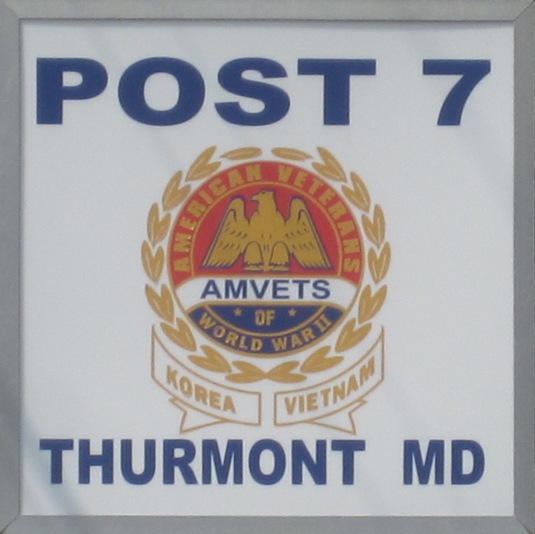 POST 7
AMERICAN VETERANS
AMVETS
OF
WORLD WAR II
KOREA VIETNAM
THURMONT MD